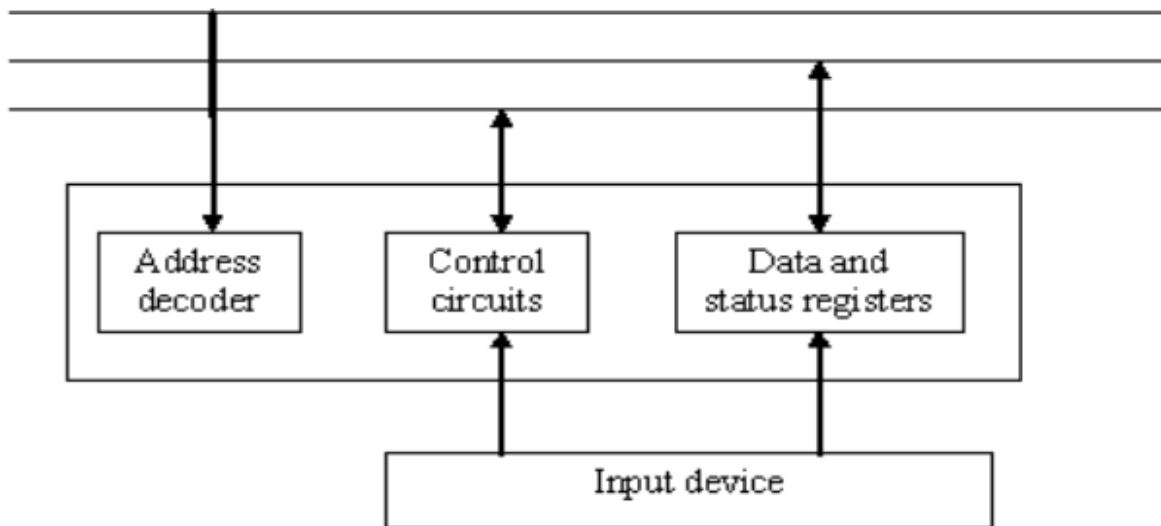 Address
decoder
Control
circuits
Data and
status registers
Input device